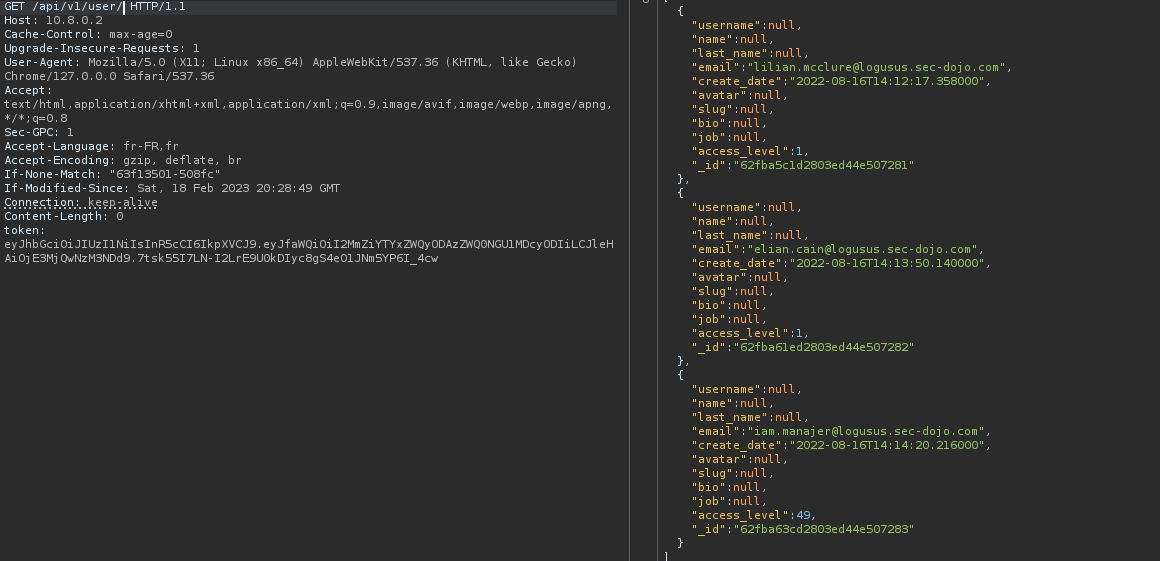 GET /api/v1/user/ HTTP/1.1
Host: 10.8.0.2
Cache-Control: max-age=0
Upgrade-Insecure-Requests: 1
User-Agent: Mozilla/5.0 (X11; Linux x86_64) AppleWebKit/537.36 (KHTML, like Gecko)
Chrome/127.0.0.0 Safari/537.36
Accept:
text/html,application/xhtml+xml,application/xml;q=0.9,image/avif,image/webp,image/apng,
*/*;q=0.8
Sec-GPC: 1
Accept-Language: fr-FR,fr
Accept-Encoding: gzip, deflate, br
If-None-Match: "63f13501-508fc"
If-Modified-Since: Sat, 18 Feb 2023 20:28:49 GMT
Connection: keep-alive
Content-Length: 0
token:
eyJhbGciOiJIUzI1NiIsInR5cCI6IkpXVCJ9.eyJfaWQiOiI2MmZiYTYxZWQyODAzZWQ0NGU1MDcyODIiLCJleH
AiOjE3MjQwNzM3NDd9.7tsk55I7LN-I2LrE9U0kDIyc8gS4eO1JNm5YP6I_4cw
{
"username":null,
"name":null,
"last_name":null,
"email":"lilian.mcclure@logusus.sec-dojo.com",
"create_date":"2022-08-16T14:12:17.358000",
"avatar":null,
"slug":null,
"bio":null,
"job":null,
"access_level":1,
"_id":"62fba5c1d2803ed44e507281"
},
{
"username":null,
"name":null,
"last_name":null,
"email":"elian.cain@logusus.sec-dojo.com",
"create_date":"2022-08-16T14:13:50.140000",
"avatar":null,
"slug":null,
"bio":null,
"job":null,
"access_level":1,
"_id":"62fba61ed2803ed44e507282"
},
{
"username":null,
"name":null,
"last_name":null,
"email":"iam.manajer@logusus.sec-dojo.com",
"create_date":"2022-08-16T14:14:20.216000",
"avatar":null,
"slug":null,
"bio":null,
"job":null,
"access_level":49,
"_id":"62fba63cd2803ed44e507283"
}
]